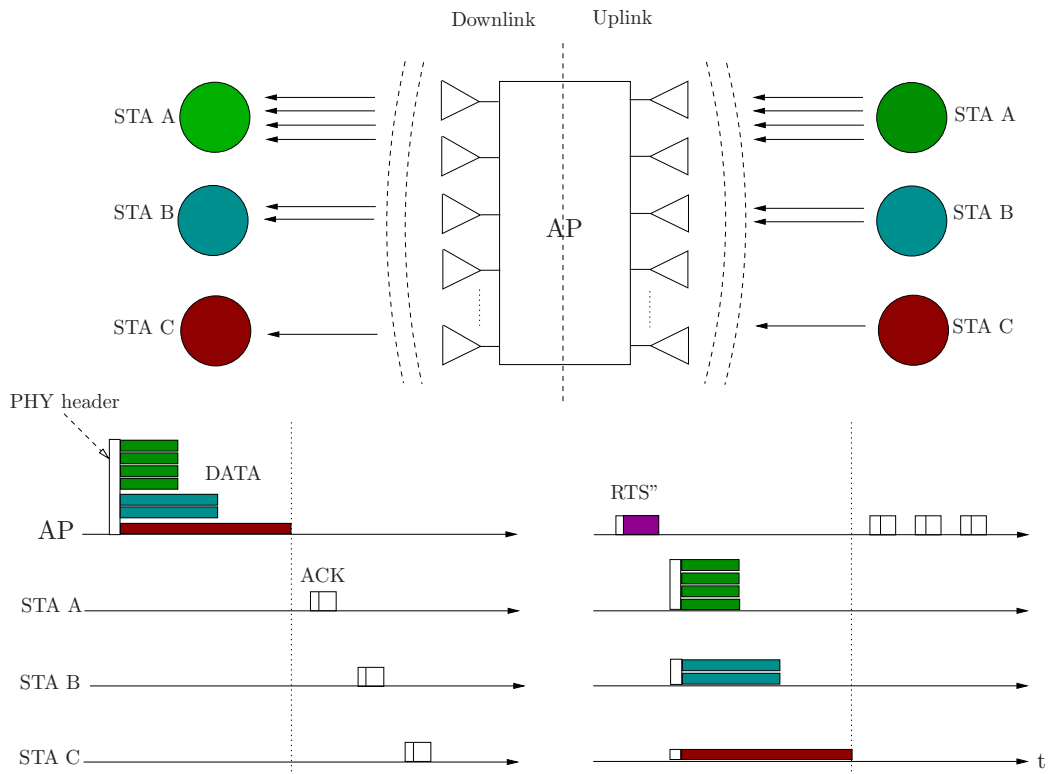 Downlink
Uplink
STA A
STA A
STA B
STA B
AP
STA C
STA C
PHY header
DATA
RTS”
AP
ACK
STA A
STA B
STA C
t